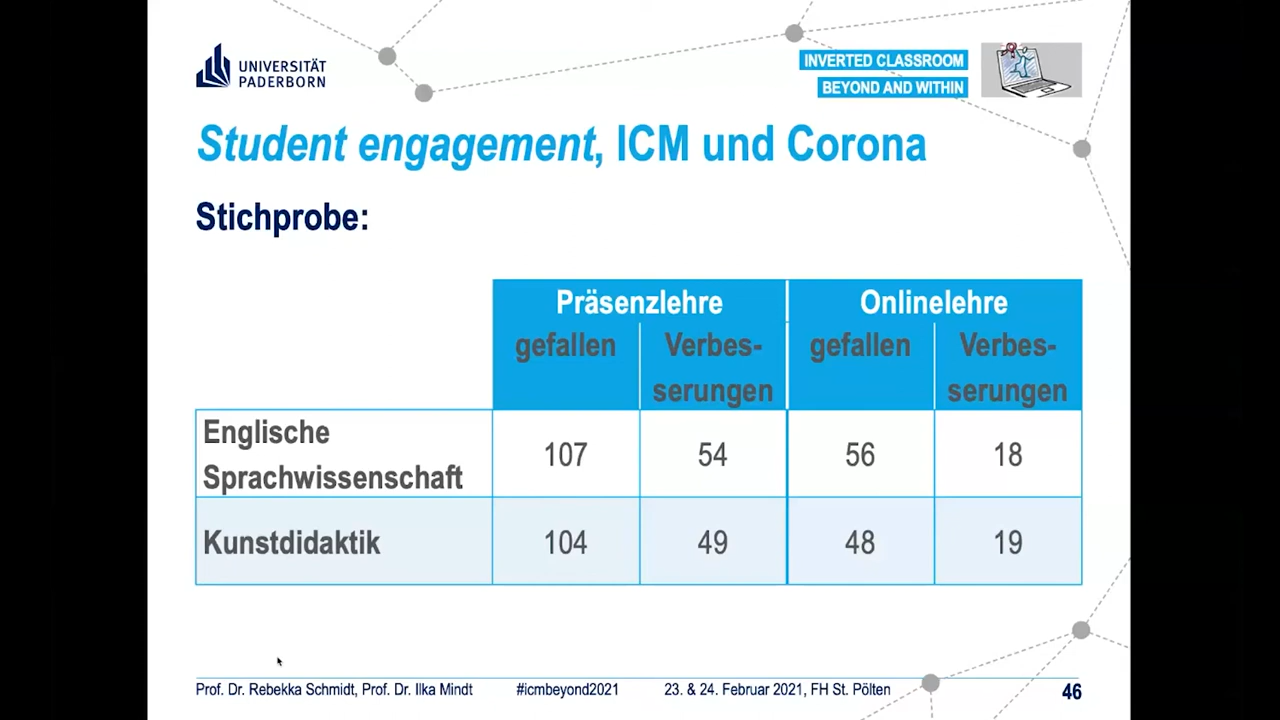 UNIVERSITÄT
PADERBORN
INVERTED CLASSROOM
BEYOND AND WITHIN
Student engagement, ICM und Corona
Stichprobe:
Präsenzlehre Onlinelehre
gefallen Verbes- gefallen Verbes-
serungen serungen
Englische
Sprachwissenschaft 107 54 56 18
Kunstdidaktik 104 49 48 19
Prof. Dr. Rebekka Schmidt, Prof. Dr. Ilka Mindt #icmbeyond2021 23. & 24. Februar 2021, FH St. Pölten 46